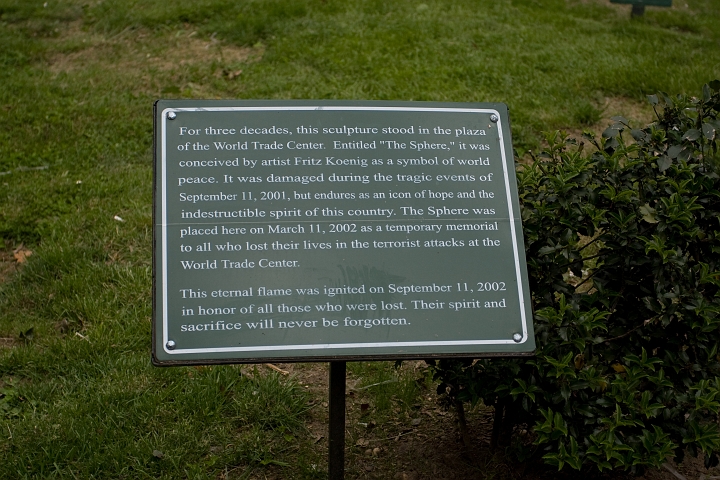 For three decades, this sculpture stood in the plaza
of the World Trade Center. Entitled "The Sphere," it was
conceived by artist Fritz Koenig as a symbol of world
peace. It was damaged during the tragic events of
September 11, 2001, but endures as an icon of hope and the
indestructible spirit of this country. The Sphere was
placed here on March 11, 2002 as a temporary memorial
to all who lost their lives in the terrorist attacks at the
World Trade Center.
This eternal flame was ignited on September 11, 2002
in honor of all those who were lost. Their spirit and
sacrifice will never be forgotten.